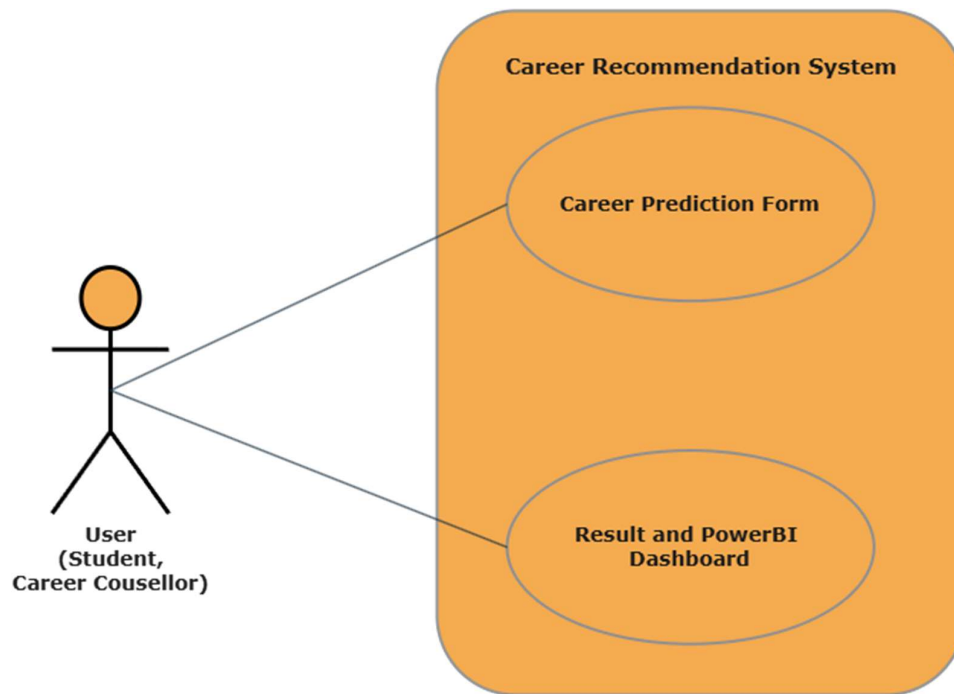 Career Recommendation System
Career Prediction Form
User
(Student,
Career Cousellor)
Result and PowerBI
Dashboard